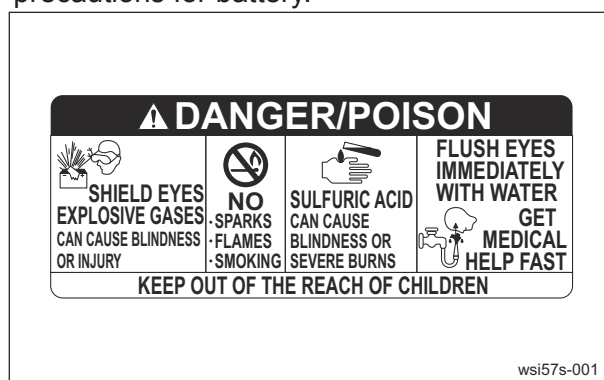 precautions for battery.
DANGER/POISON
SHIELD EYES
EXPLOSIVE GASES
CAN CAUSE BLINDNESS
OR INJURY
NO
·SPARKS
·FLAMES
·SMOKING
SULFURIC ACID
CAN CAUSE
BLINDNESS OR
SEVERE BURNS
FLUSH EYES
IMMEDIATELY
WITH WATER
GET
MEDICAL
HELP FAST
KEEP OUT OF THE REACH OF CHILDREN
wsi57s-001